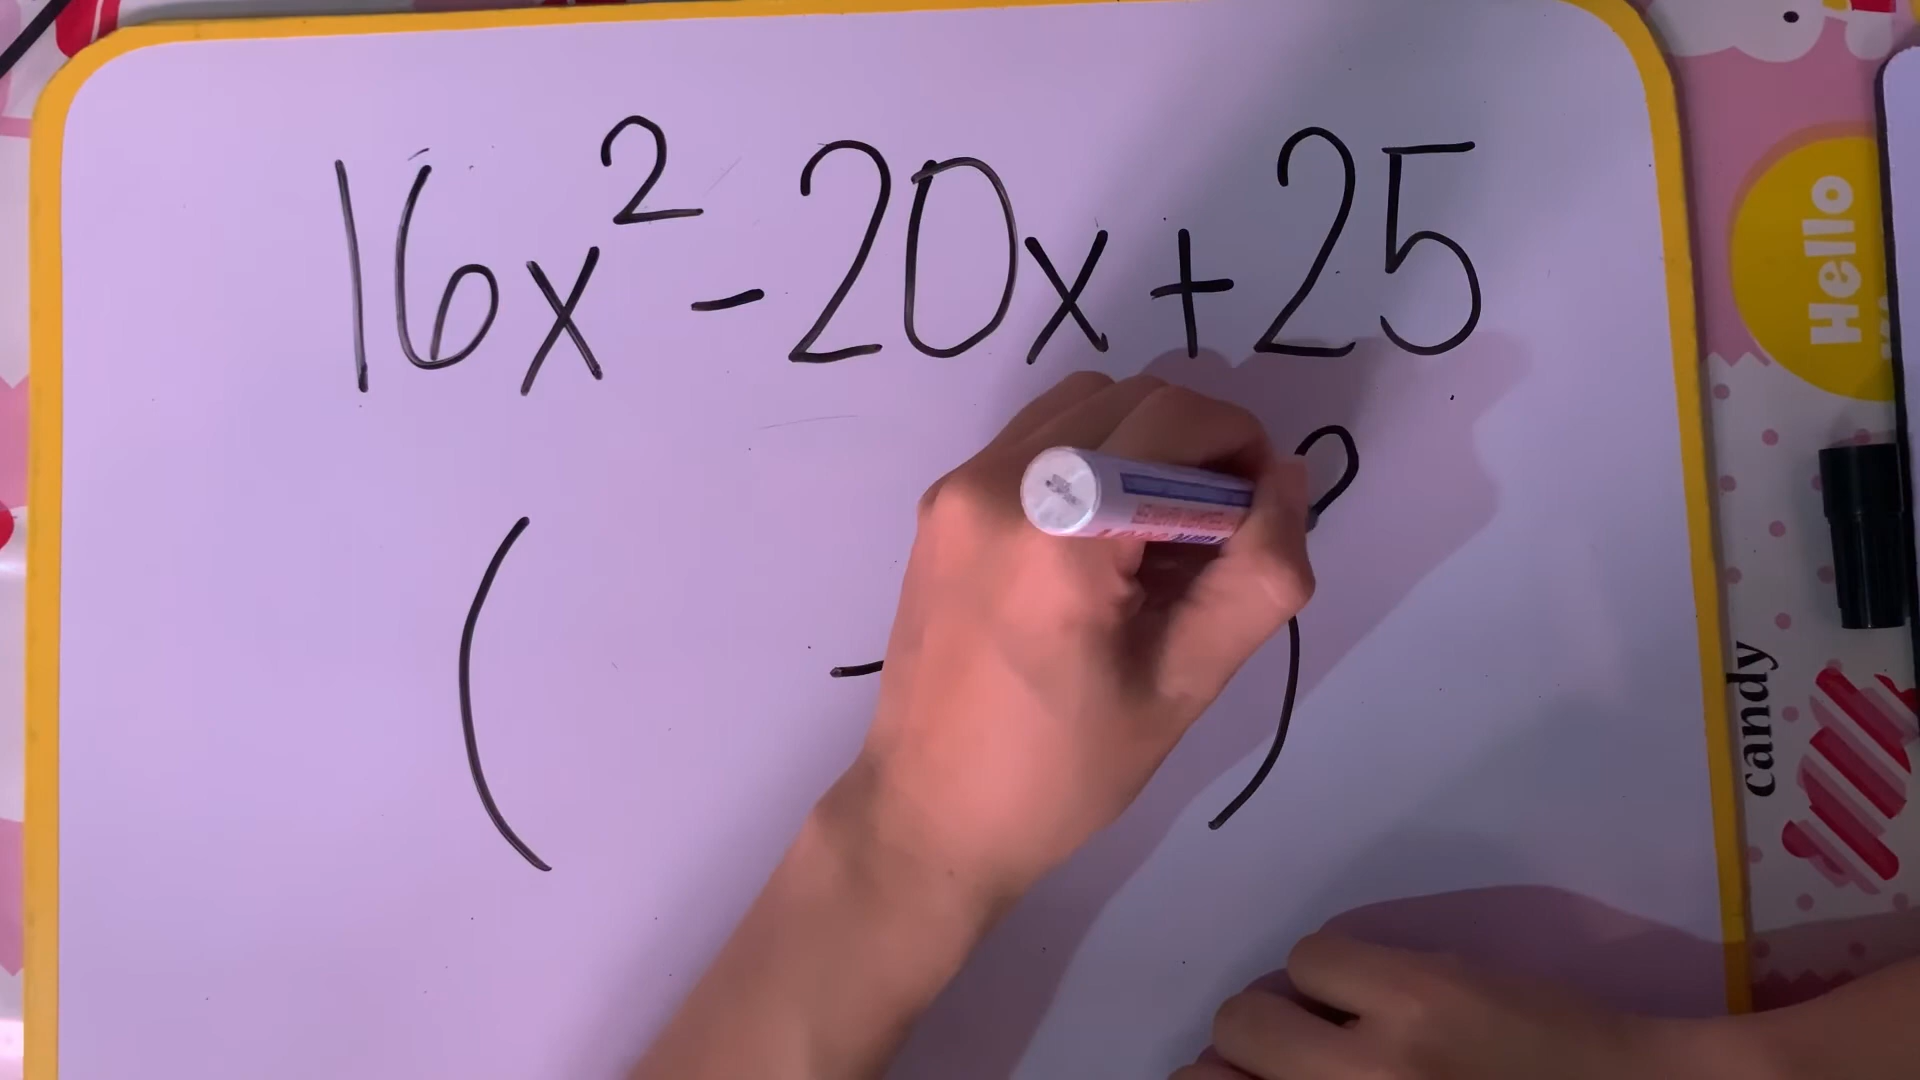 16x² - 20x + 25
( - )²
Hello
candy